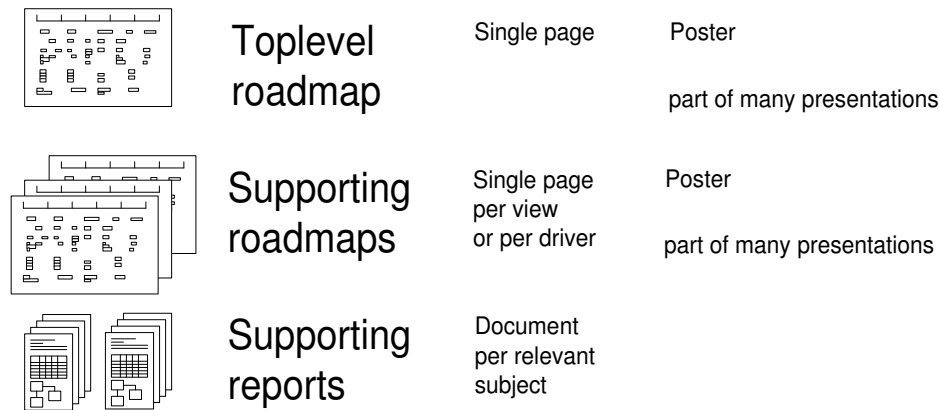 Toplevel
roadmap
Single page
Poster
part of many presentations
Supporting
roadmaps
Single page
per view
or per driver
Poster
part of many presentations
Supporting
reports
Document
per relevant
subject